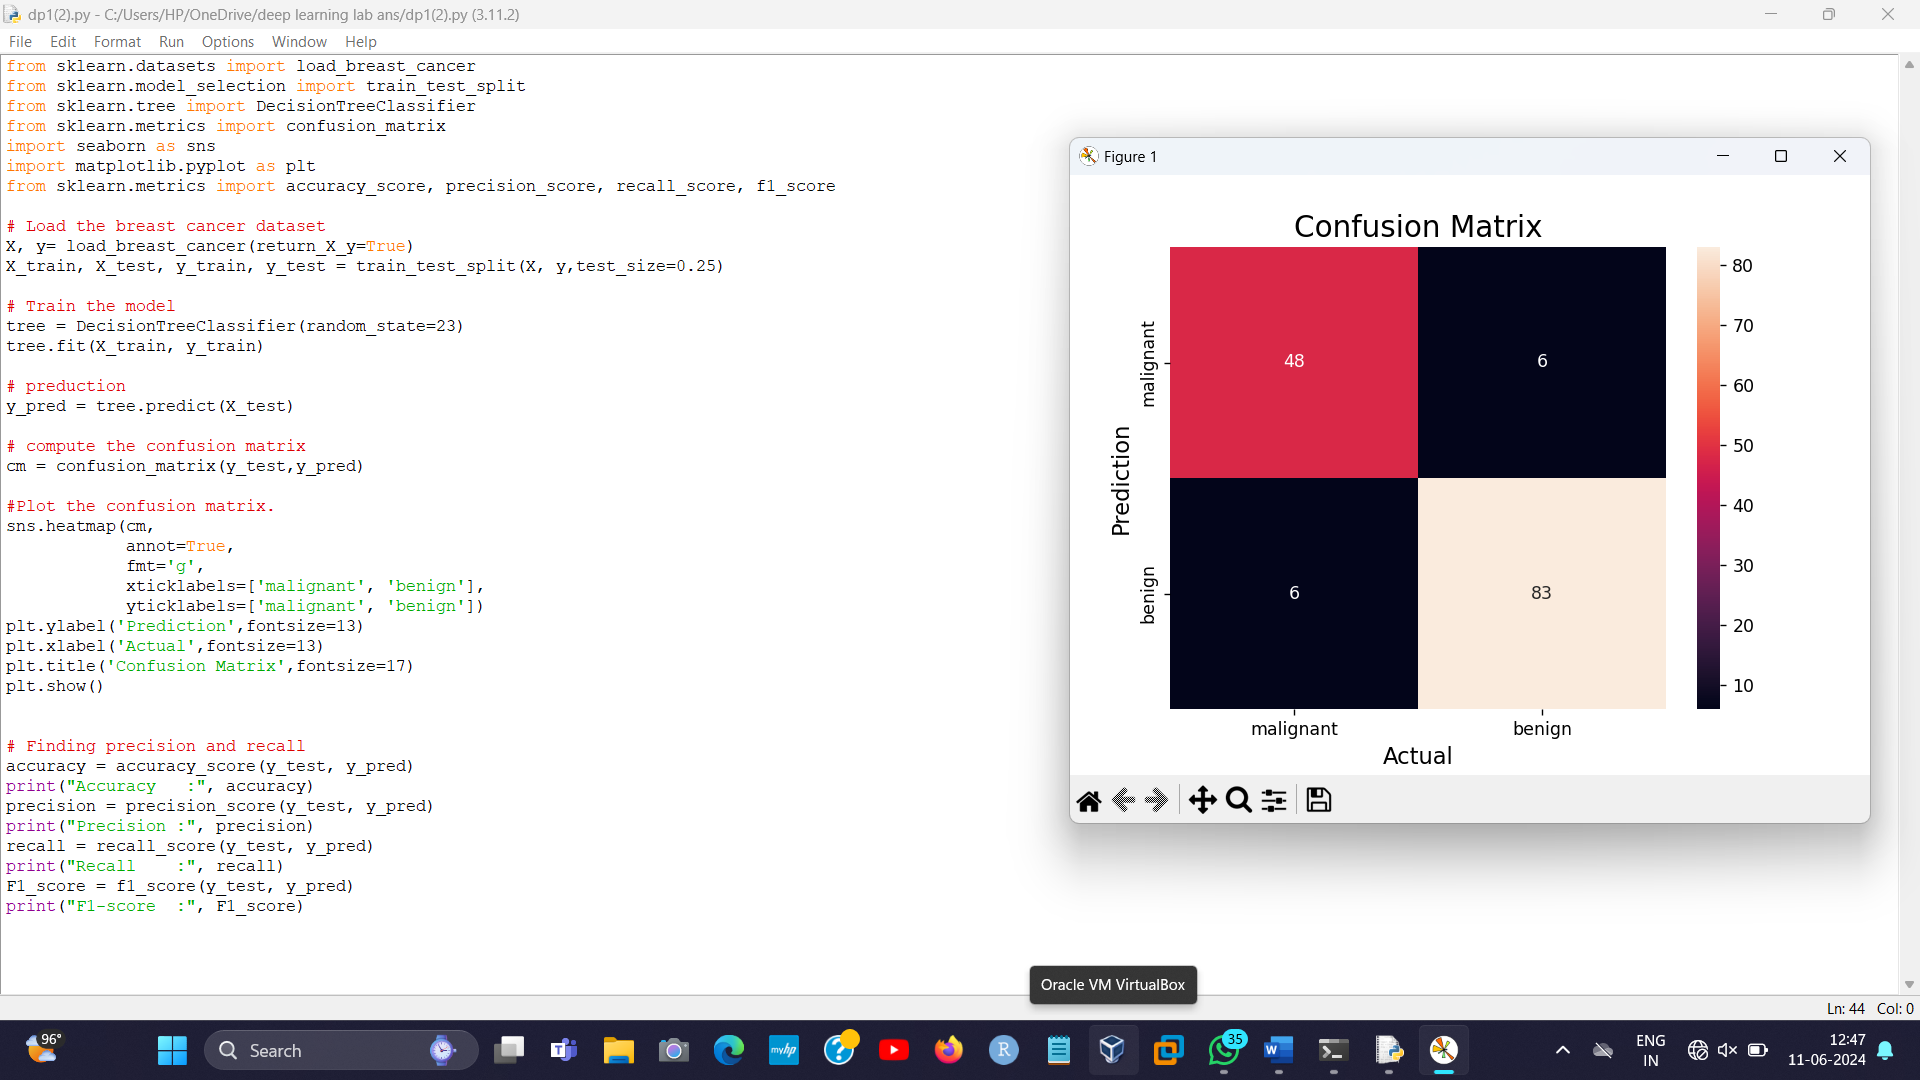 dp1(2).py - C:/Users/HP/OneDrive/deep learning lab ans/dp1(2).py (3.11.2)
File Edit Format Run Options Window Help
from sklearn.datasets import load_breast_cancer
from sklearn.model_selection import train_test_split
from sklearn.tree import DecisionTreeClassifier
from sklearn.metrics import confusion_matrix
import seaborn as sns
import matplotlib.pyplot as plt
from sklearn.metrics import accuracy_score, precision_score, recall_score, f1_score
# Load the breast cancer dataset
X, y= load_breast_cancer(return_X_y=True)
X_train, X_test, y_train, y_test = train_test_split(X, y,test_size=0.25)
# Train the model
tree = DecisionTreeClassifier(random_state=23)
tree.fit(X_train, y_train)
# preduction
y_pred = tree.predict(X_test)
# compute the confusion matrix
cm = confusion_matrix(y_test,y_pred)
#Plot the confusion matrix.
sns.heatmap(cm,
            annot=True,
            fmt='g',
            xticklabels=['malignant', 'benign'],
            yticklabels=['malignant', 'benign'])
plt.ylabel('Prediction',fontsize=13)
plt.xlabel('Actual',fontsize=13)
plt.title('Confusion Matrix',fontsize=17)
plt.show()
# Finding precision and recall
accuracy = accuracy_score(y_test, y_pred)
print("Accuracy   :", accuracy)
precision = precision_score(y_test, y_pred)
print("Precision :", precision)
recall = recall_score(y_test, y_pred)
print("Recall    :", recall)
F1_score = f1_score(y_test, y_pred)
print("F1-score  :", F1_score)
Figure 1
Confusion Matrix
malignant
benign
Prediction
48
6
6
83
malignant
benign
Actual
80
70
60
50
40
30
20
10
Oracle VM VirtualBox
Ln: 44 Col: 0
96°
Search
myhp
R
35
W
ENG
IN
12:47
11-06-2024